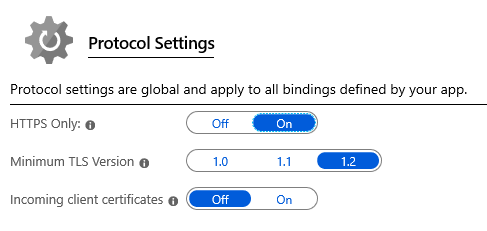 Protocol Settings
Protocol settings are global and apply to all bindings defined by your app.
HTTPS Only: Off On
Minimum TLS Version 1.0 1.1 1.2
Incoming client certificates Off On